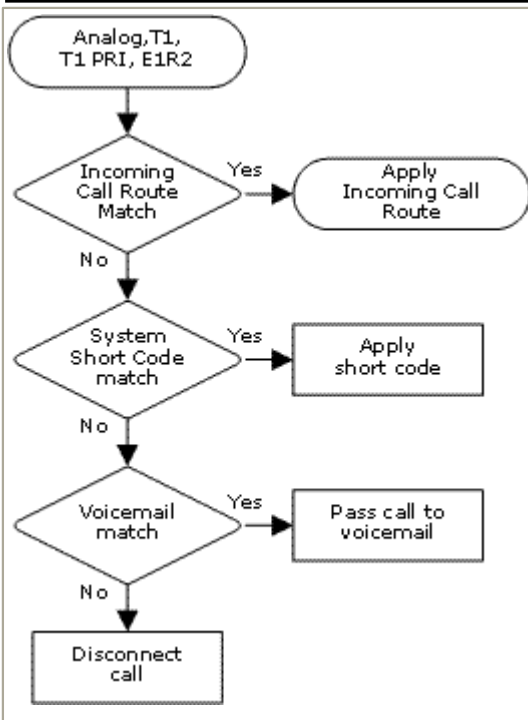 Analog,T1,
T1 PRI, E1R2
Incoming
Call Route
Match
Yes
Apply
Incoming Call
Route
No
System
Short Code
match
Yes
Apply
short code
No
Voicemail
match
Yes
Pass call to
voicemail
No
Disconnect
call